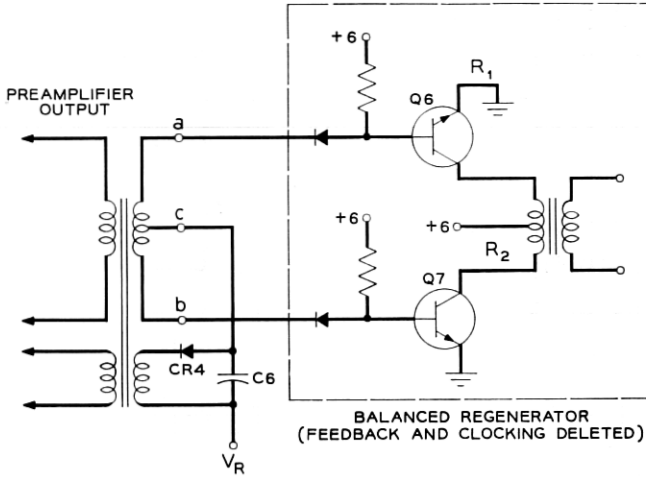 +6
R1
PREAMPLIFIER
OUTPUT
Q6
a
c
+6
+6
R2
b
Q7
CR4
C6
VR
BALANCED REGENERATOR
(FEEDBACK AND CLOCKING DELETED)